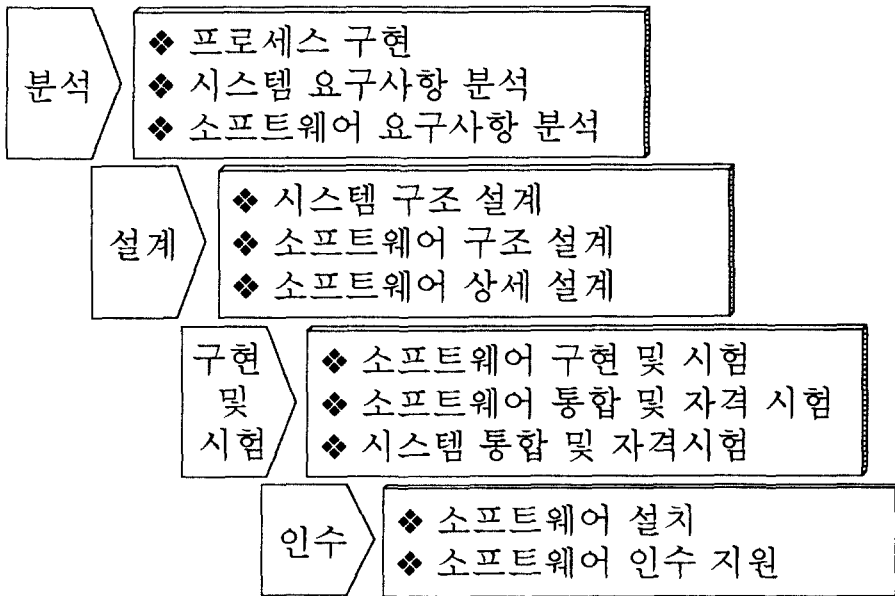 분석
❖ 프로세스 구현
❖ 시스템 요구사항 분석
❖ 소프트웨어 요구사항 분석
설계
❖ 시스템 구조 설계
❖ 소프트웨어 구조 설계
❖ 소프트웨어 상세 설계
구현
및
시험
❖ 소프트웨어 구현 및 시험
❖ 소프트웨어 통합 및 자격 시험
❖ 시스템 통합 및 자격시험
인수
❖ 소프트웨어 설치
❖ 소프트웨어 인수 지원